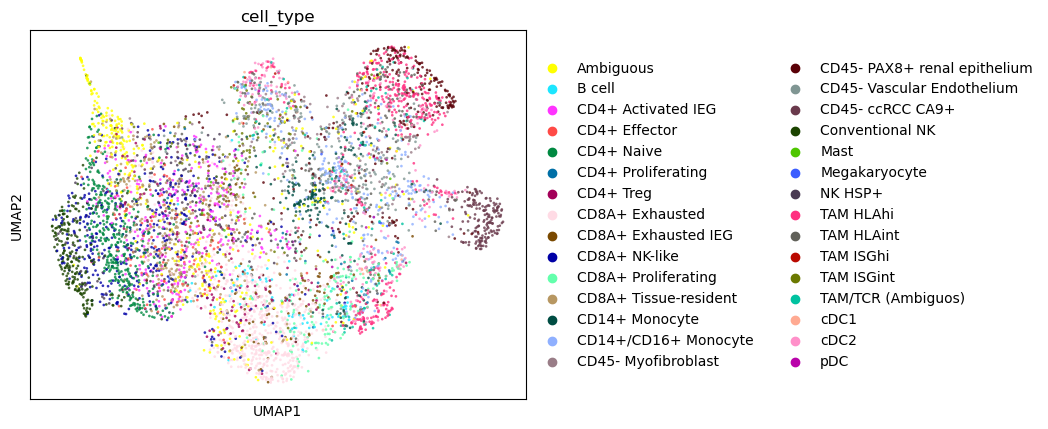 cell_type
UMAP2
UMAP1
Ambiguous
B cell
CD4+ Activated IEG
CD4+ Effector
CD4+ Naive
CD4+ Proliferating
CD4+ Treg
CD8A+ Exhausted
CD8A+ Exhausted IEG
CD8A+ NK-like
CD8A+ Proliferating
CD8A+ Tissue-resident
CD14+ Monocyte
CD14+/CD16+ Monocyte
CD45- Myofibroblast
CD45- PAX8+ renal epithelium
CD45- Vascular Endothelium
CD45- ccRCC CA9+
Conventional NK
Mast
Megakaryocyte
NK HSP+
TAM HLAhi
TAM HLAint
TAM ISGhi
TAM ISGint
TAM/TCR (Ambiguos)
cDC1
cDC2
pDC